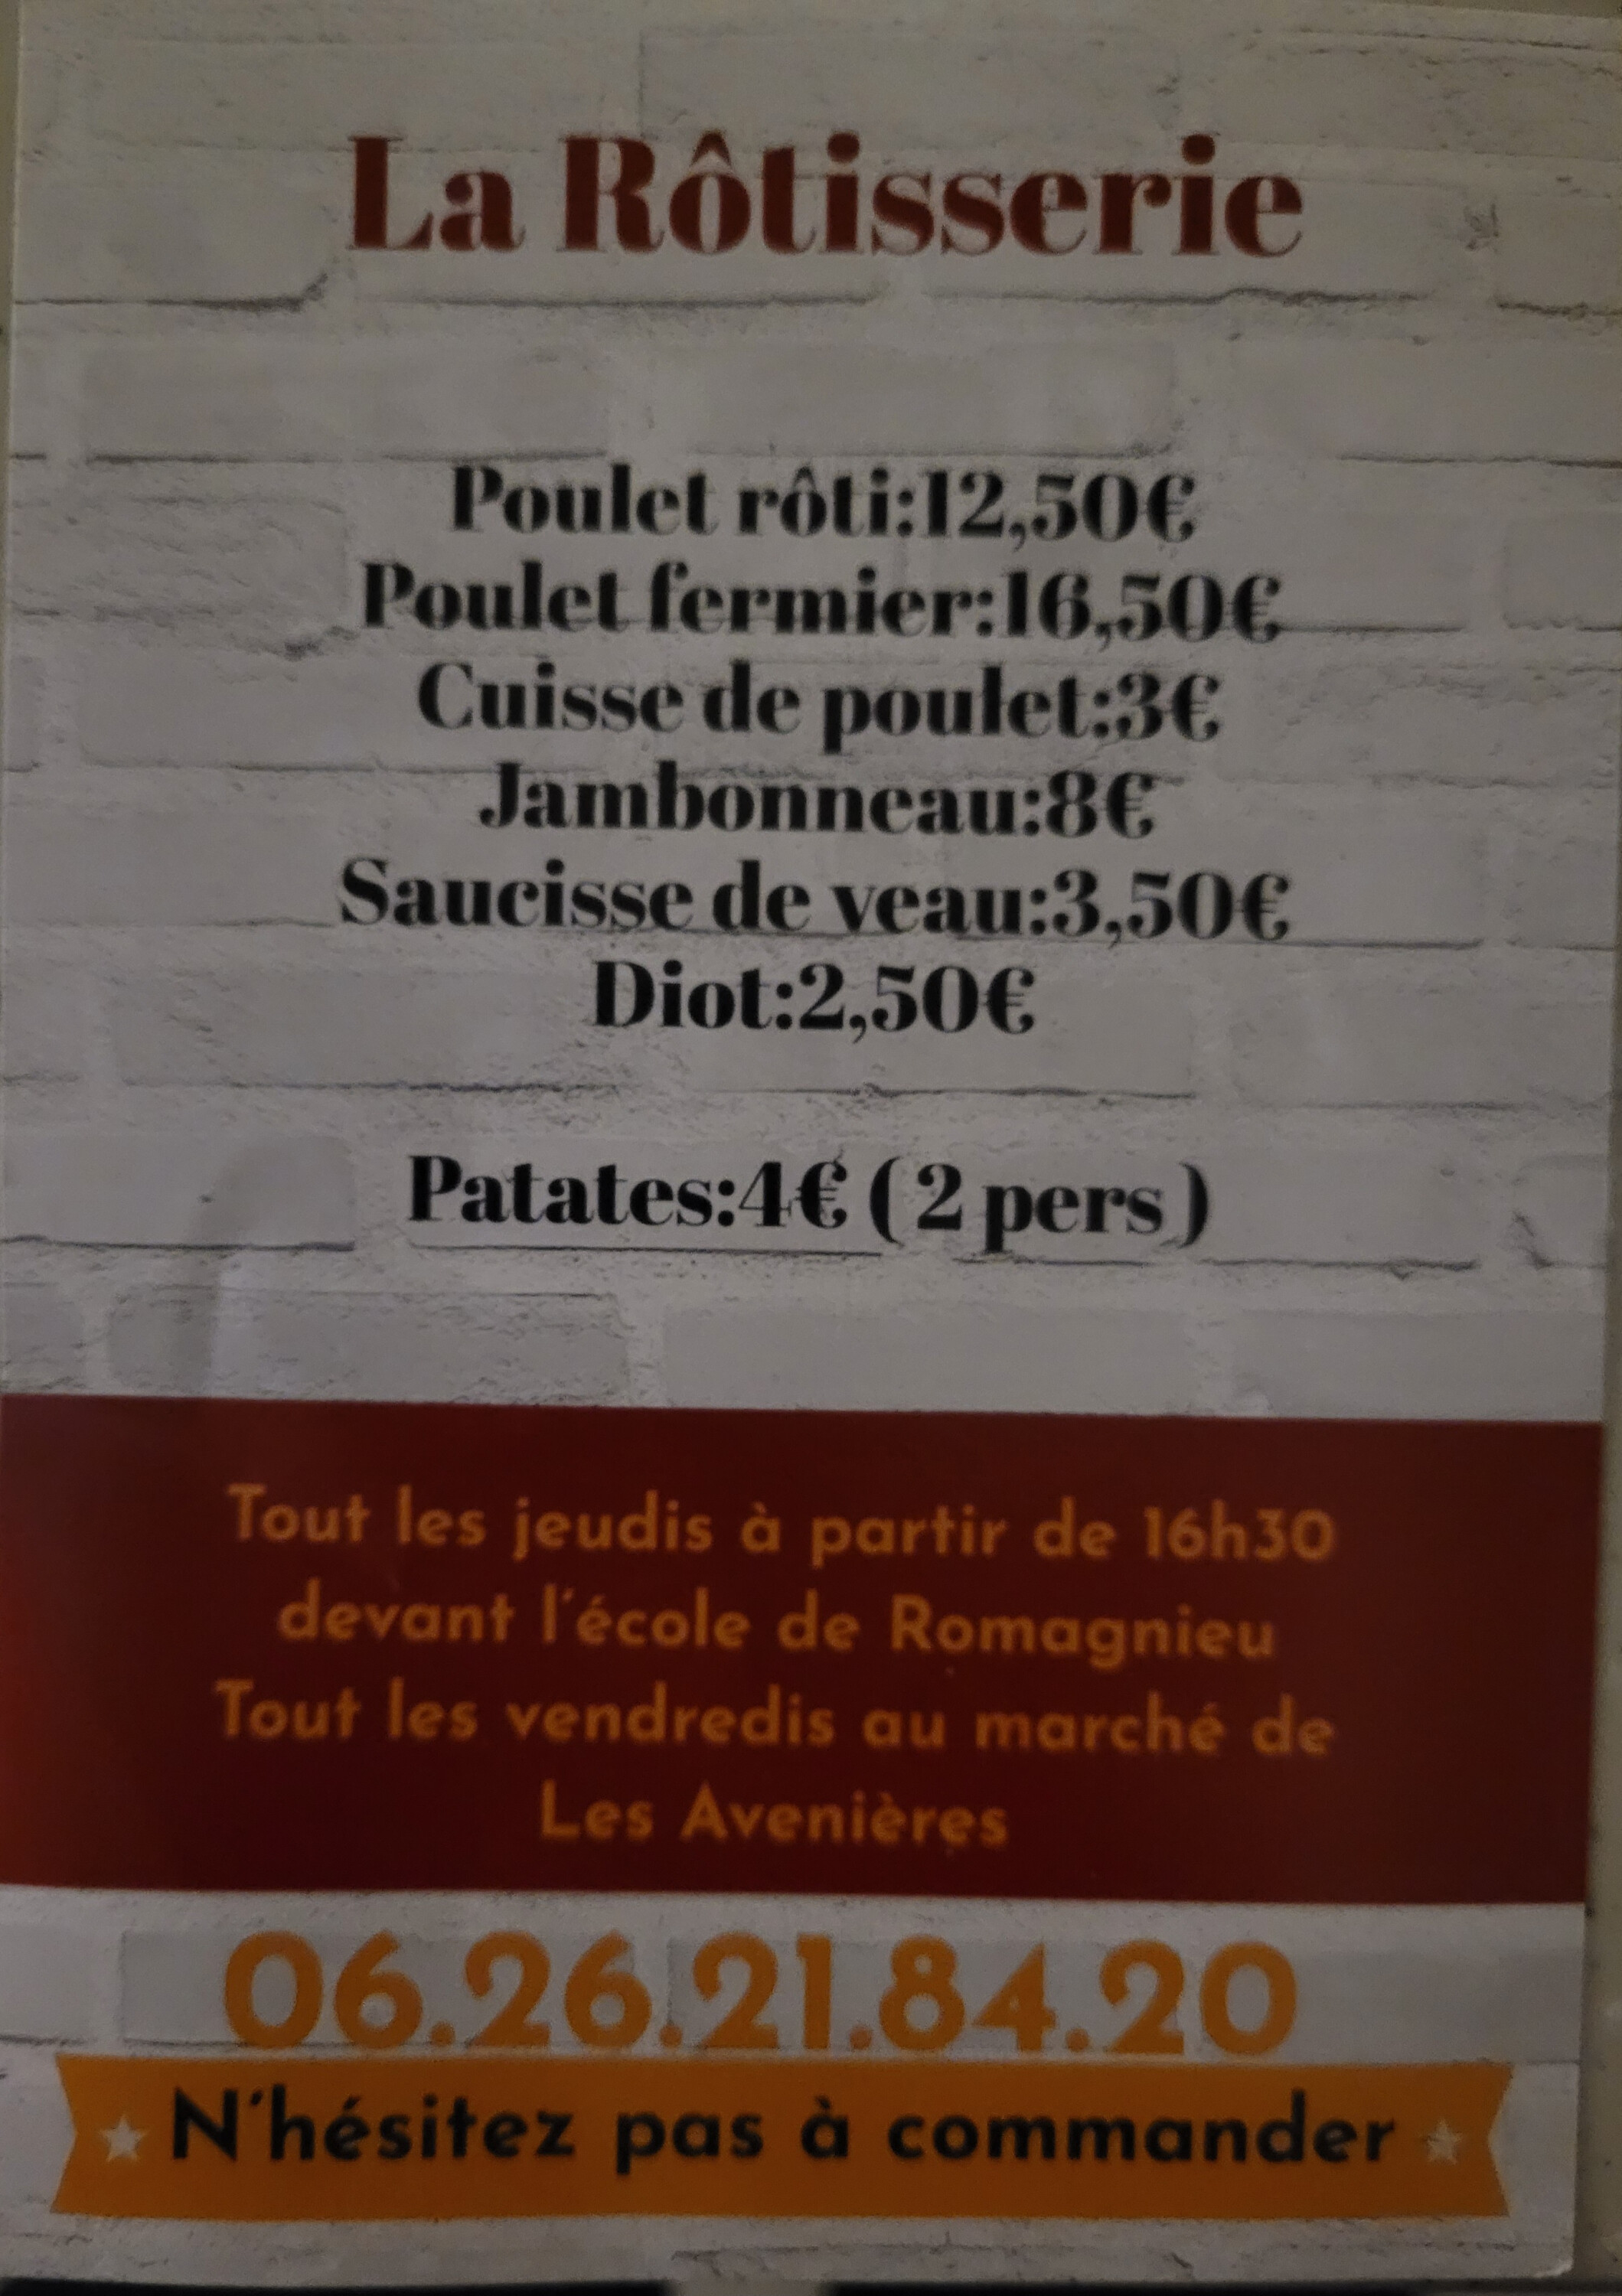 La Rôtisserie
Poulet rôti:12,50€
Poulet fermier:16,50€
Cuisse de poulet:3€
Jambonneau:8€
Saucisse de veau:3,50€
Diot:2,50€
Patates:4€ ( 2 pers )
Tout les jeudis à partir de 16h30
devant l'école de Romagnieu
Tout les vendredis au marché de
Les Avenières
06.26.21.84.20
N'hésitez pas à commander